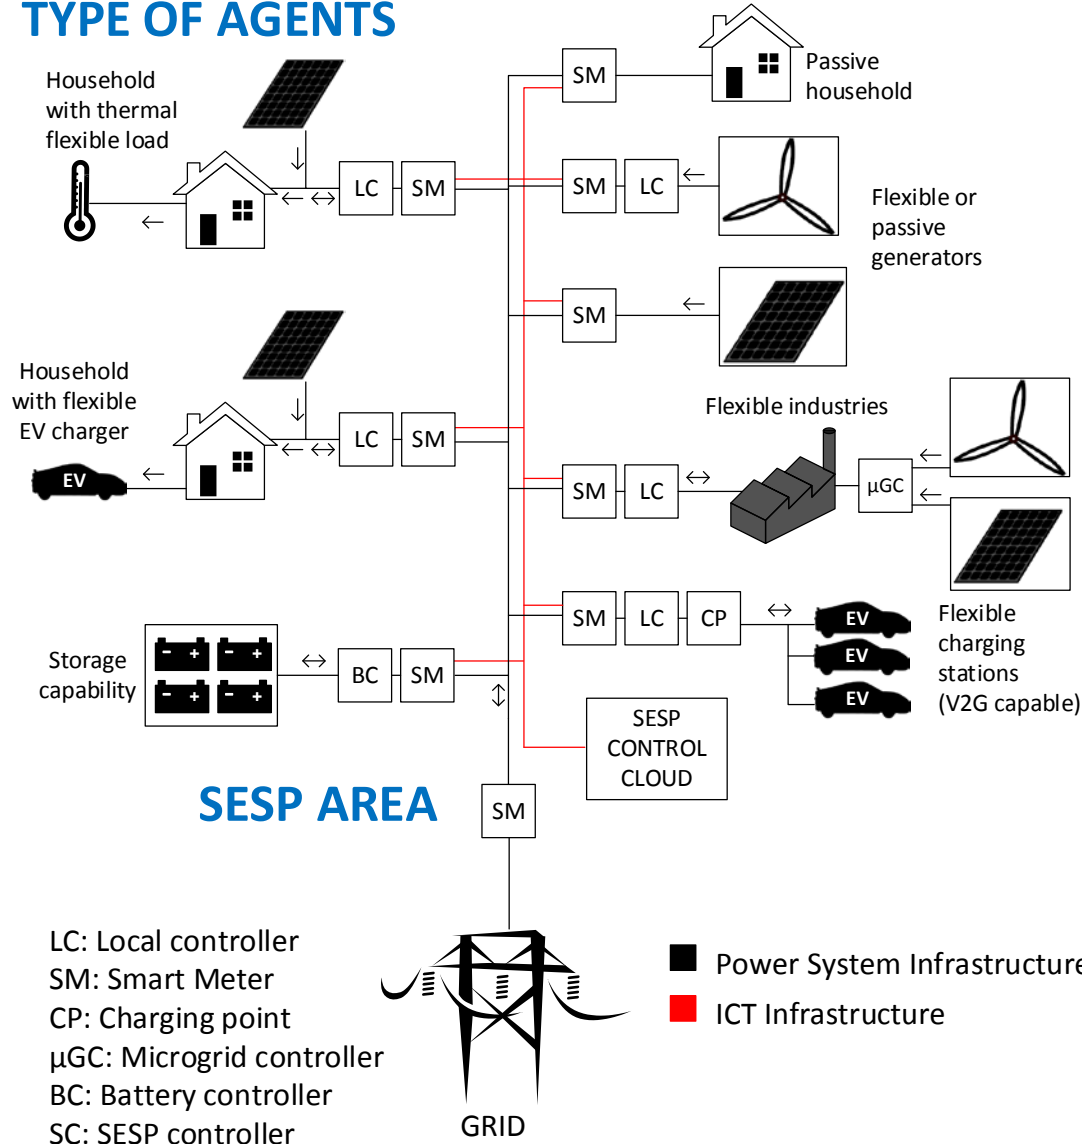 TYPE OF AGENTS
Household
with thermal
flexible load
LC
SM
SM
Passive
household
SM
LC
Flexible or
passive
generators
SM
Household
with flexible
EV charger
EV
LC
SM
Flexible industries
SM
LC
μGC
Storage
capability
BC
SM
SM
LC
CP
EV
EV
EV
Flexible
charging
stations
(V2G capable)
SESP
CONTROL
CLOUD
SESP AREA
SM
LC: Local controller
SM: Smart Meter
CP: Charging point
μGC: Microgrid controller
BC: Battery controller
SC: SESP controller
GRID
Power System Infrastructure
ICT Infrastructure